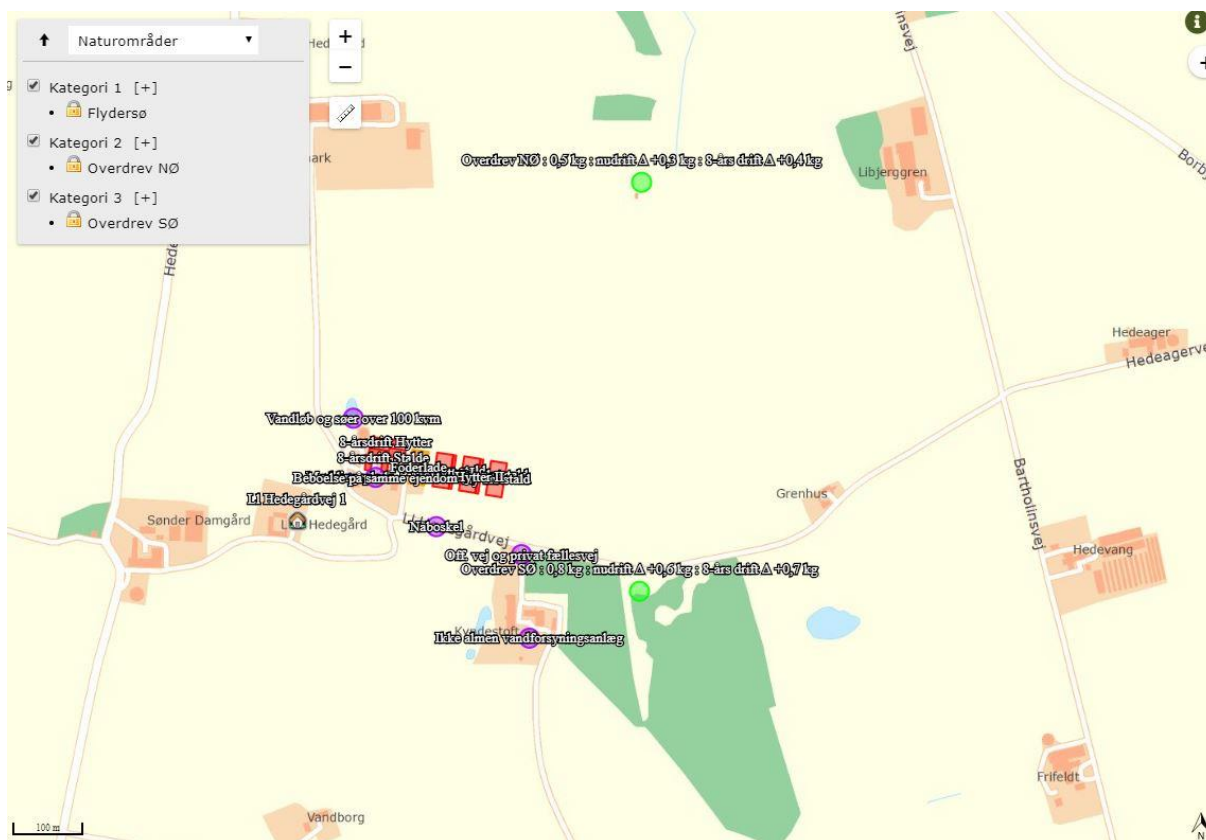 Naturområder
Kategori 1 [+]
Flydersø
Kategori 2 [+]
Overdrev NØ
Kategori 3 [+]
Overdrev SØ
+
−
i
+
Overdrev NØ : 0,5 kg : nudrift Δ +0,3 kg : 8-års drift Δ +0,4 kg
Libjerggren
Hedeager
Hedeagerve
Vandløb og søer over 100 kvm
8-årsdrift Hytter
8-årsdrift Stalde
Foderlade
Beboelse på samme ejendom
Hytter II
Ll Hedegårdvej 1
Sønder Damgård
Hedegård
Naboskel
Grenhus
Bartholinsvej
Hedevang
Off. vej og privat fællesvej
Overdrev SØ : 0,8 kg : nudrift Δ +0,6 kg : 8-års drift Δ +0,7 kg
Kyndestoft
Ikke almen vandforsyningsanlæg
Frifeldt
Vandborg
100 m
N